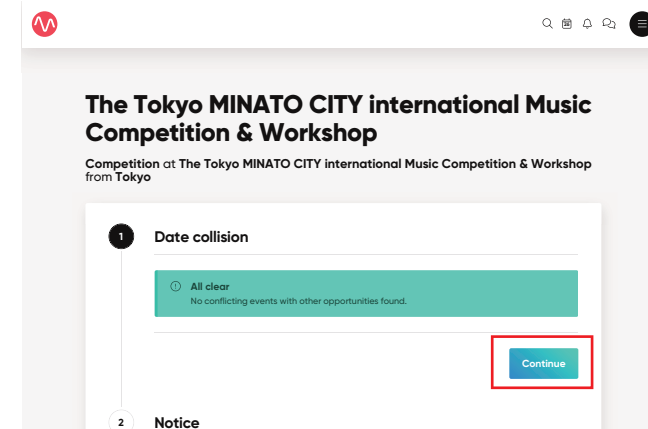 The Tokyo MINATO CITY international Music
Competition & Workshop
Competition at The Tokyo MINATO CITY international Music Competition & Workshop
from Tokyo
1
Date collision
All clear
No conflicting events with other opportunities found.
Continue
2
Notice